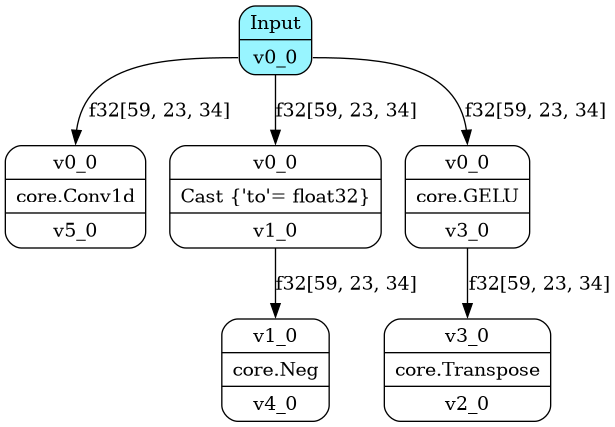 Input
v0_0
f32[59, 23, 34]
f32[59, 23, 34]
f32[59, 23, 34]
v0_0
core.Conv1d
v5_0
v0_0
Cast {'to'= float32}
v1_0
v0_0
core.GELU
v3_0
f32[59, 23, 34]
f32[59, 23, 34]
v1_0
core.Neg
v4_0
v3_0
core.Transpose
v2_0